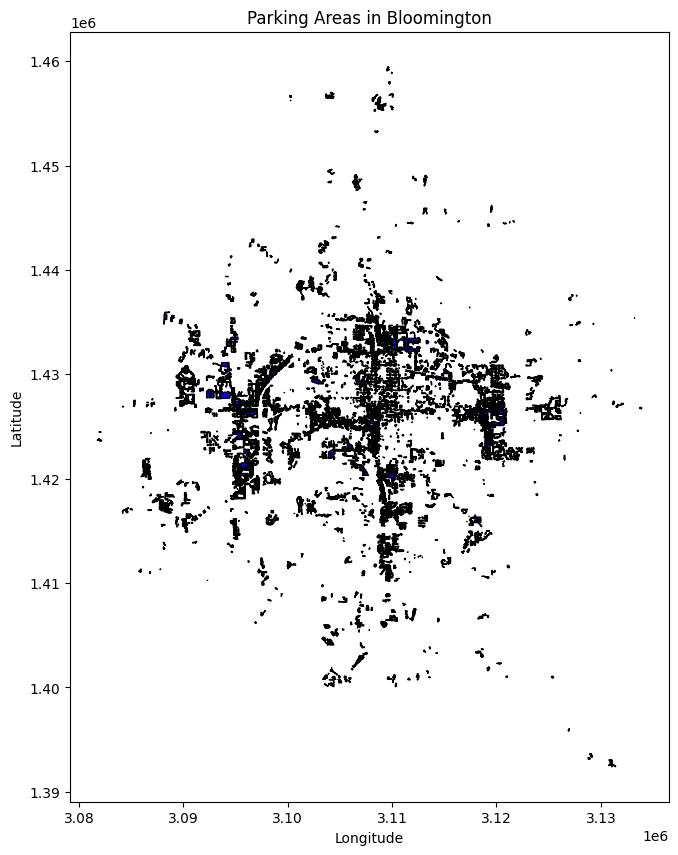 Parking Areas in Bloomington
1e6
1.46
1.45
1.44
1.43
1.42
1.41
1.40
1.39
Latitude
3.08 3.09 3.10 3.11 3.12 3.13
Longitude
1e6